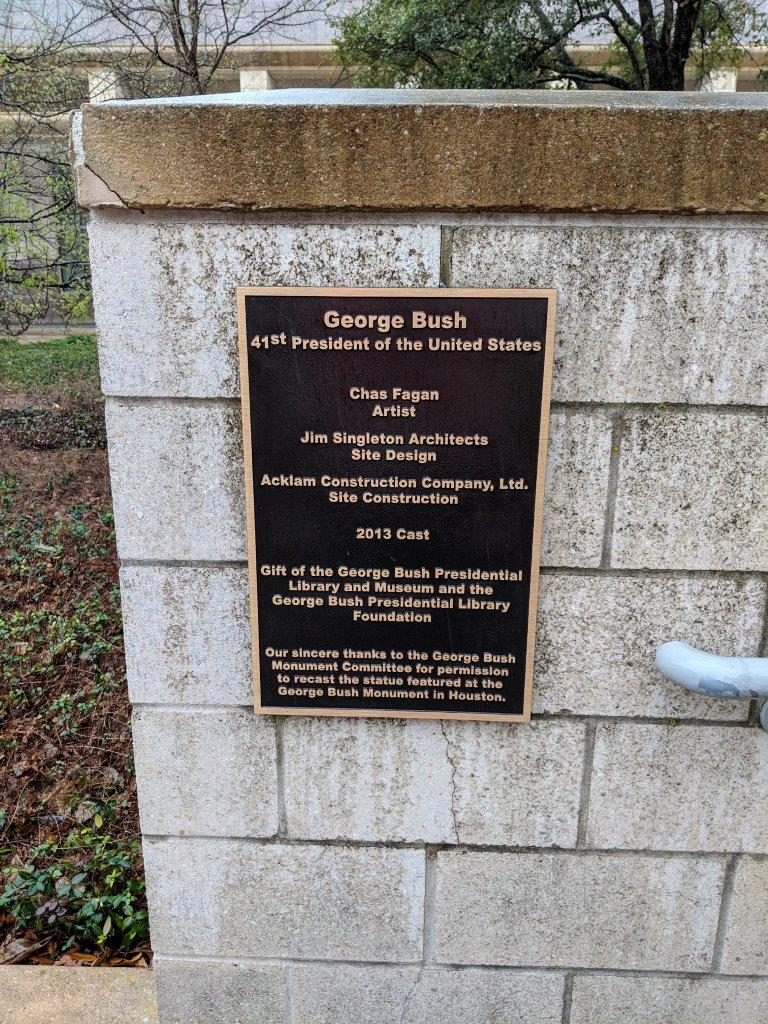 George Bush
41st President of the United States
Chas Fagan
Artist
Jim Singleton Architects
Site Design
Acklam Construction Company, Ltd.
Site Construction
2013 Cast
Gift of the George Bush Presidential
Library and Museum and the
George Bush Presidential Library
Foundation
Our sincere thanks to the George Bush
Monument Committee for permission
to recast the statue featured at the
George Bush Monument in Houston.